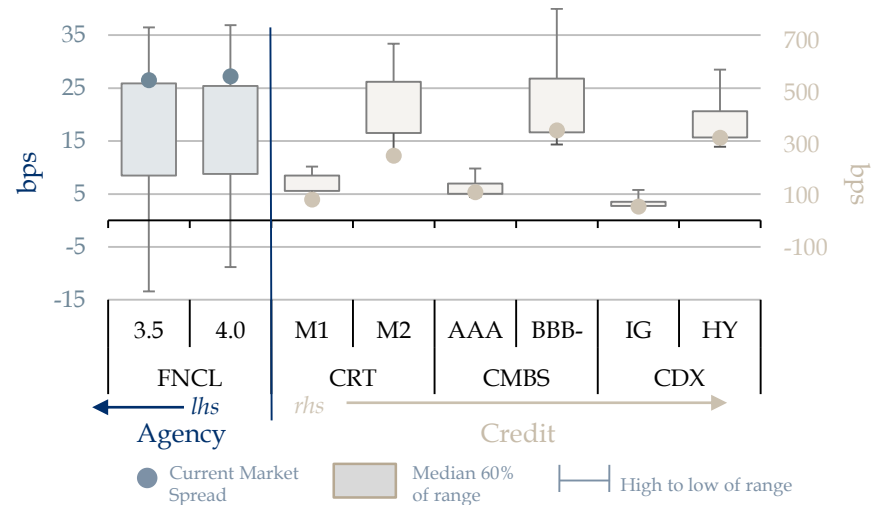 35
25
15
5
-5
-15
bps
700
500
300
100
-100
bps
3.5 4.0 M1 M2 AAA BBB- IG HY
FNCL CRT CMBS CDX
lhs rhs
Agency Credit
Current Market
Spread
Median 60%
of range
High to low of range